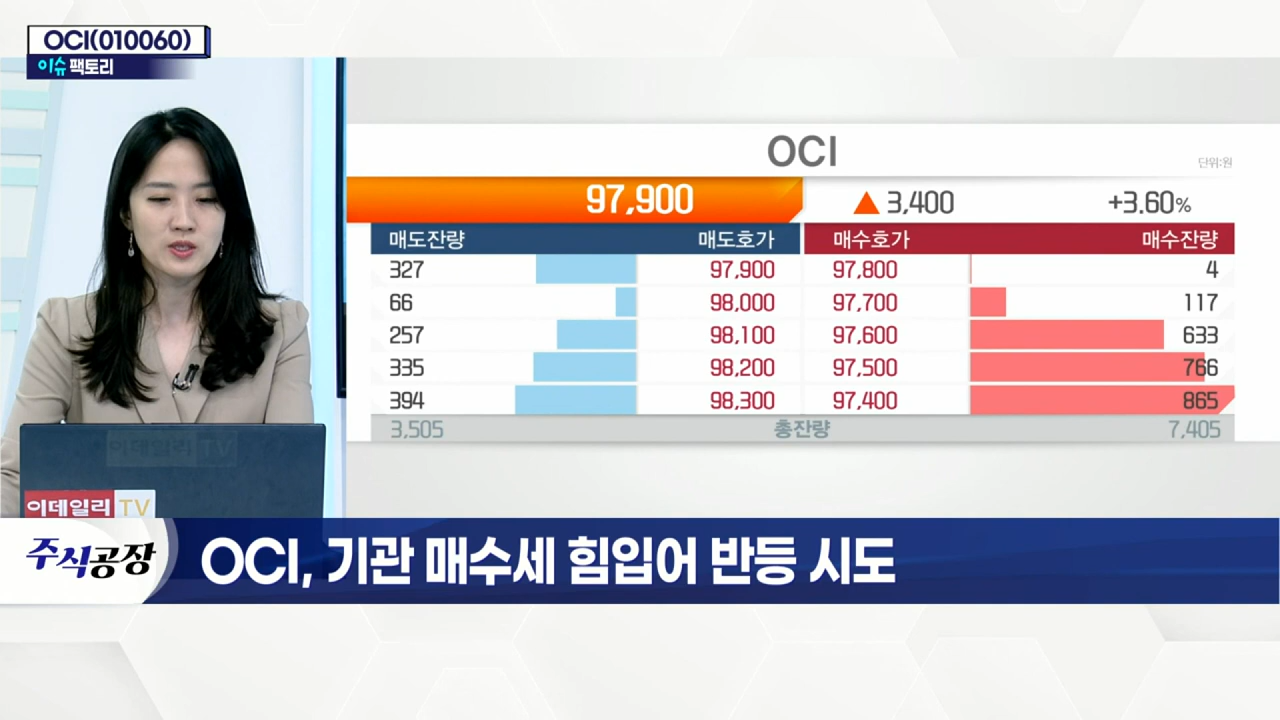 OCI(010060)
이슈 팩토리
OCI
단위:원
97,900 ▲ 3,400 +3.60%
매도잔량 매도호가 매수호가 매수잔량
327 97,900 97,800 4
66 98,000 97,700 117
257 98,100 97,600 633
335 98,200 97,500 766
394 98,300 97,400 865
3,505 총잔량 7,405
이데일리 TV
이데일리 TV
주식공장
OCI, 기관 매수세 힘입어 반등 시도